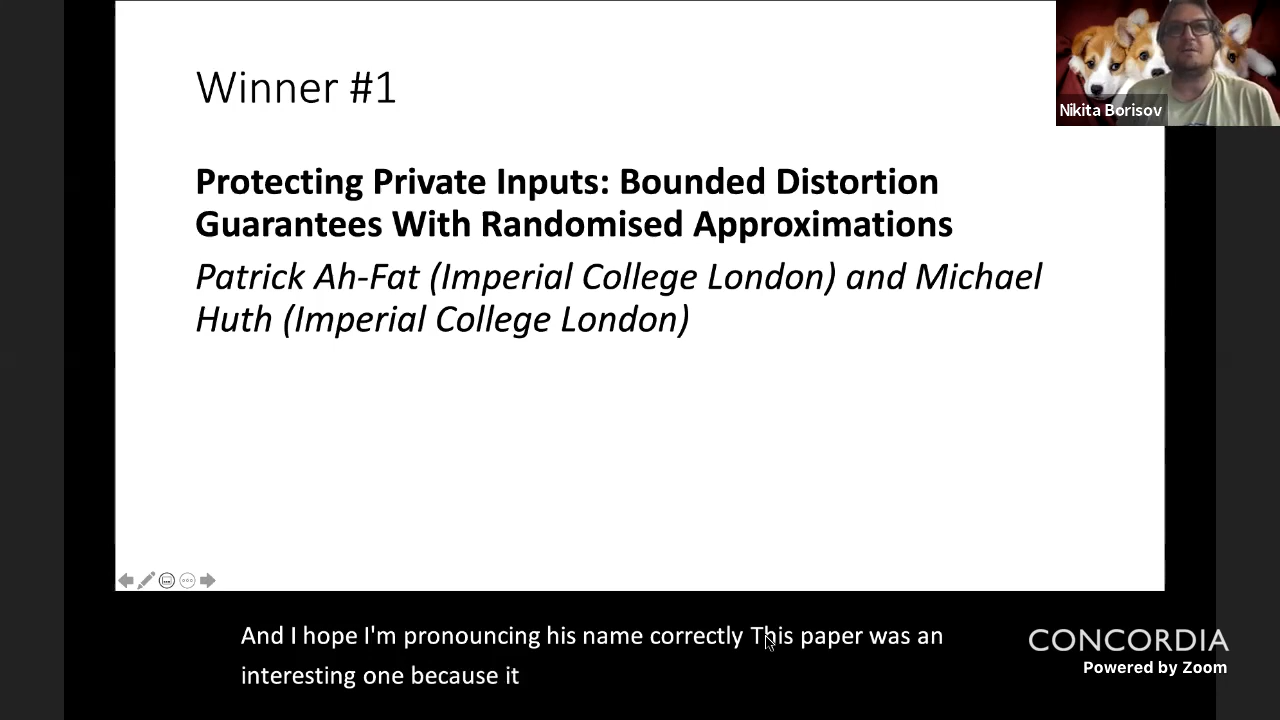 Winner #1
Protecting Private Inputs: Bounded Distortion
Guarantees With Randomised Approximations
Patrick Ah-Fat (Imperial College London) and Michael
Huth (Imperial College London)
Nikita Borisov
And I hope I'm pronouncing his name correctly This paper was an
interesting one because it
CONCORDIA
Powered by Zoom